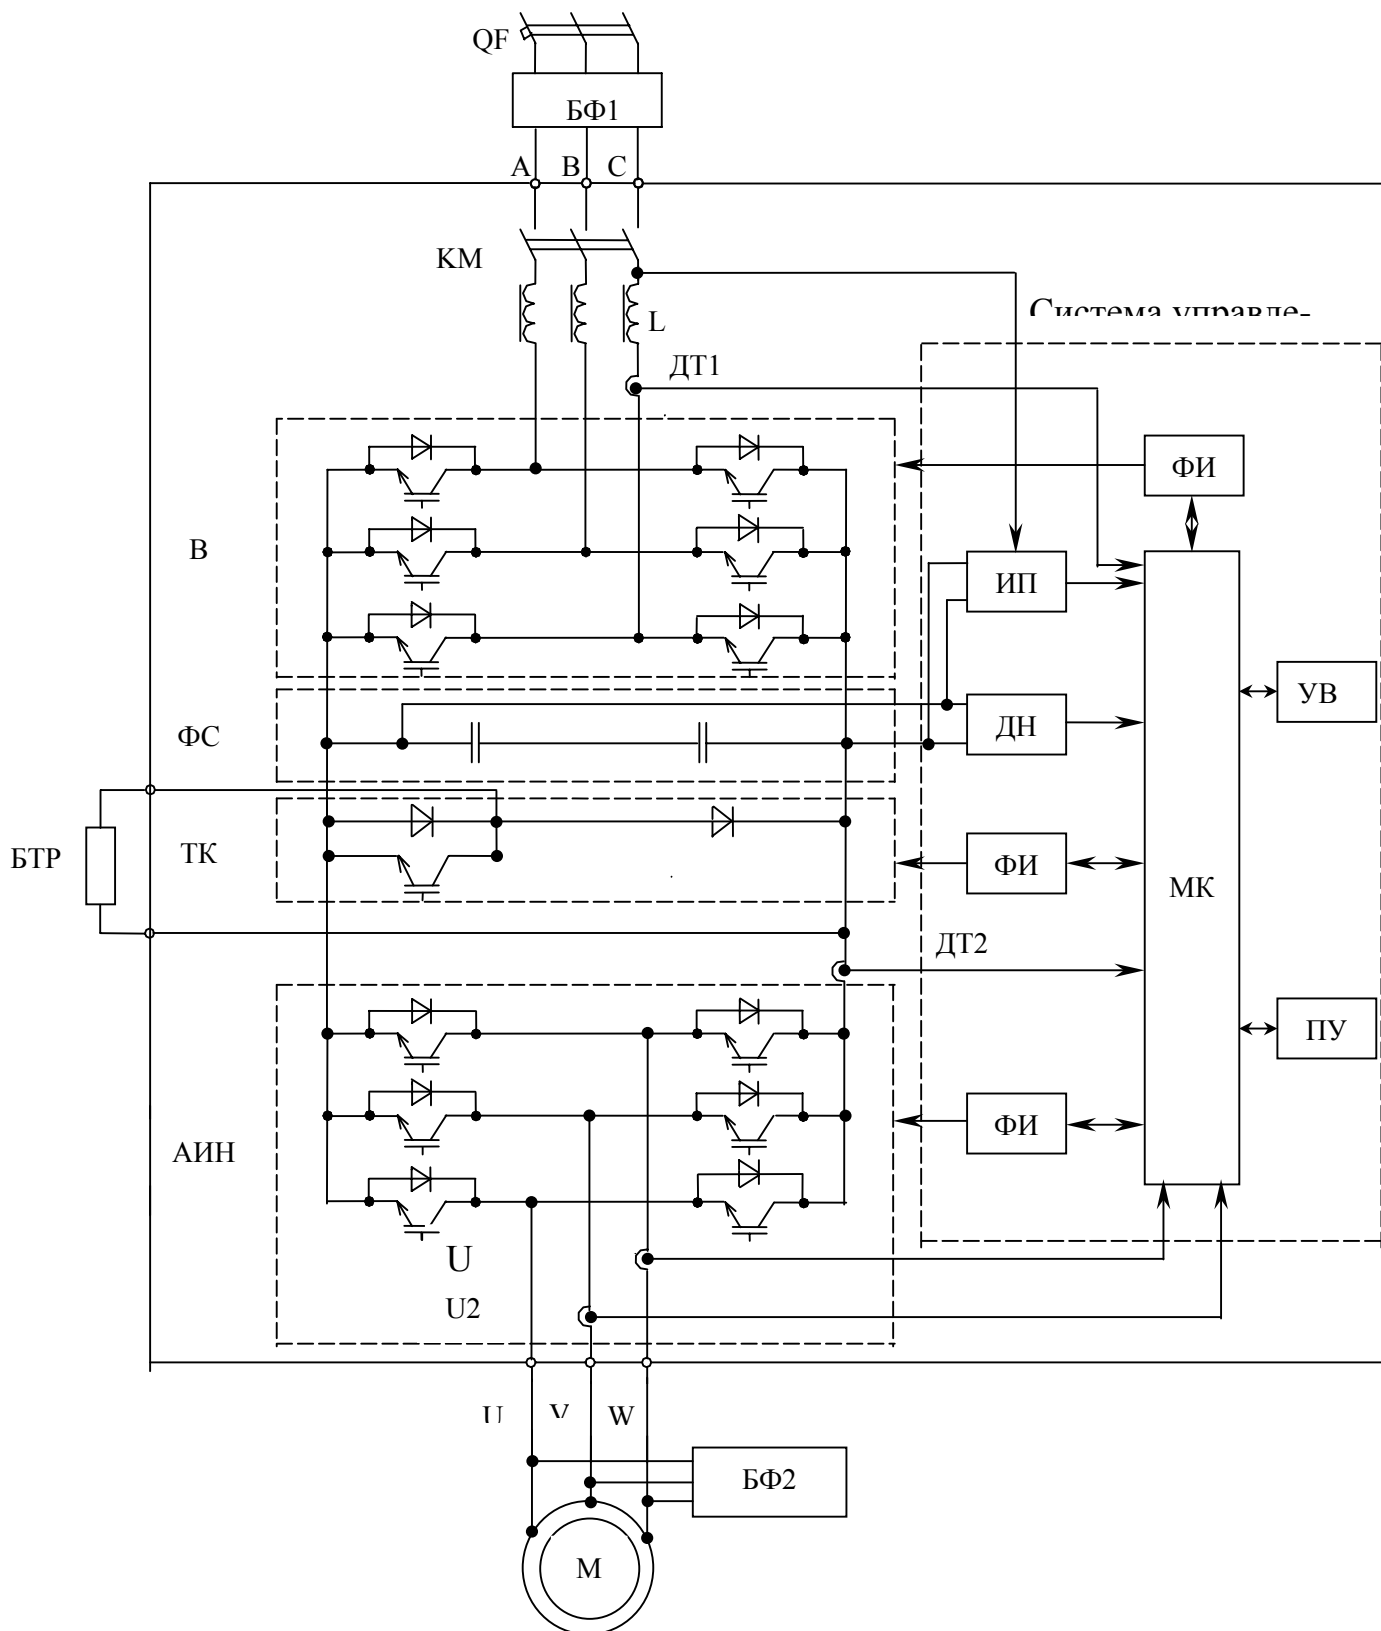 QF
БФ1
A B C
KM
L
Система управле-
ДТ1
ФИ
В
ИП
УВ
ФС
ДН
БТР
ТК
ФИ
МК
ДТ2
ПУ
ФИ
АИН
U
U2
U V W
БФ2
М